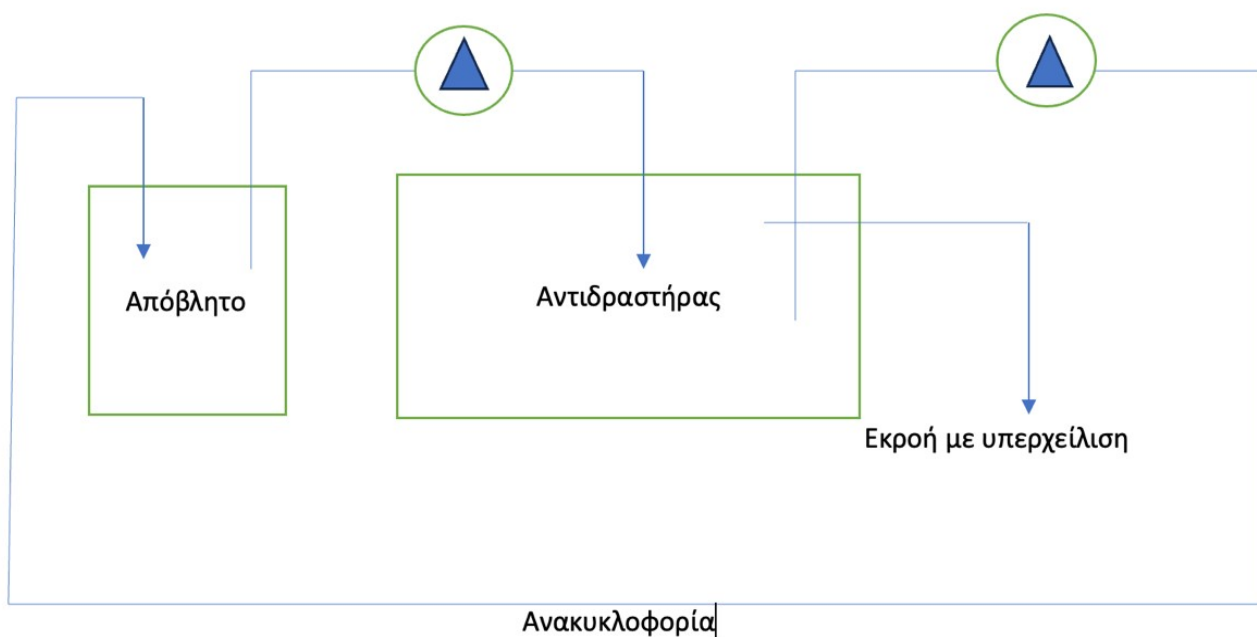 Απόβλητο
Αντιδραστήρας
Εκροή με υπερχείλιση
Ανακυκλοφορία